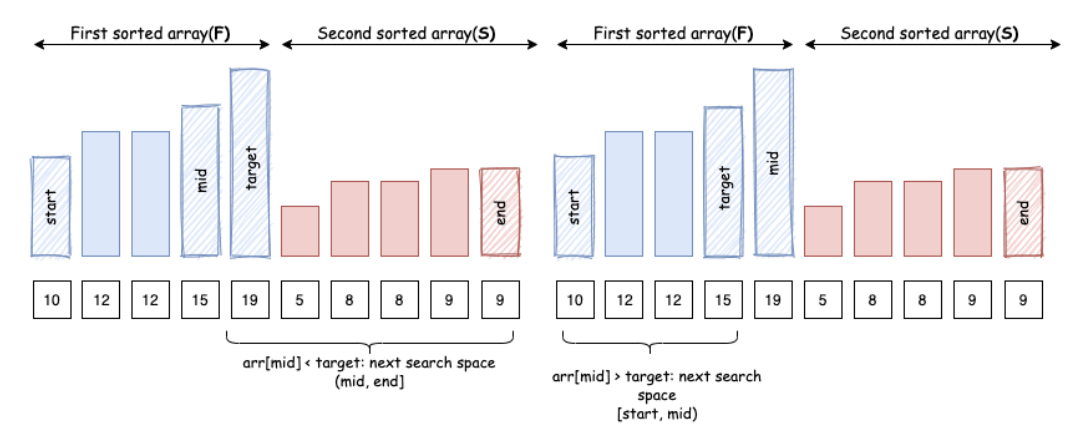 First sorted array(F)
Second sorted array(S)
First sorted array(F)
Second sorted array(S)
start
mid
target
end
start
target
mid
end
10 12 12 15 19 5 8 8 9 9
10 12 12 15 19 5 8 8 9 9
arr[mid] < target: next search space
(mid, end]
arr[mid] > target: next search
space
[start, mid)